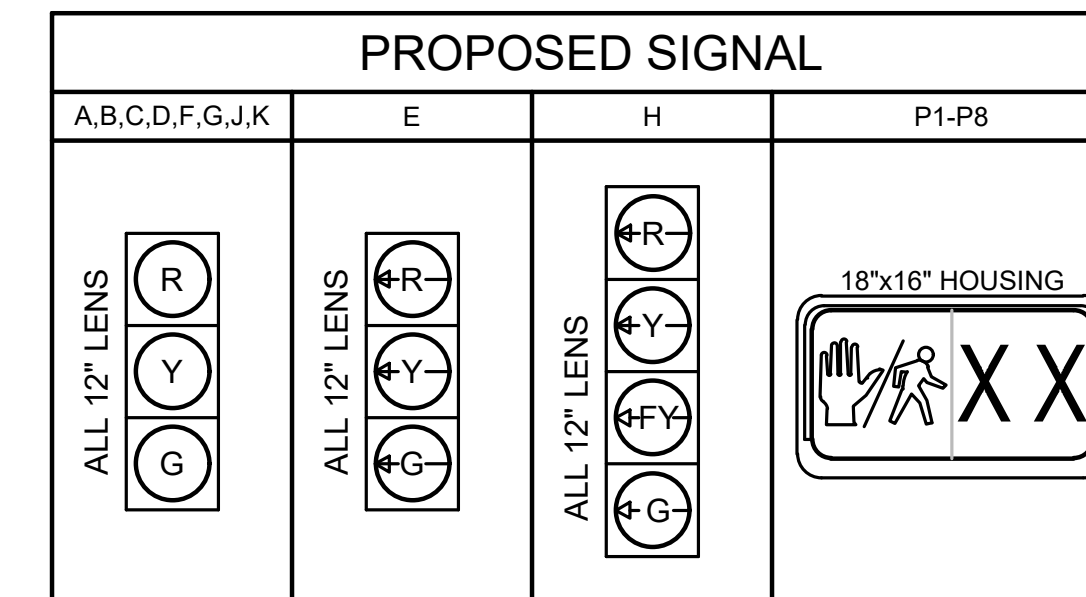 PROPOSED SIGNAL
A,B,C,D,F,G,J,K
E
H
P1-P8
ALL 12" LENS
R
Y
G
ALL 12" LENS
R
Y
G
ALL 12" LENS
R
Y
FY
G
18"x16" HOUSING
X X